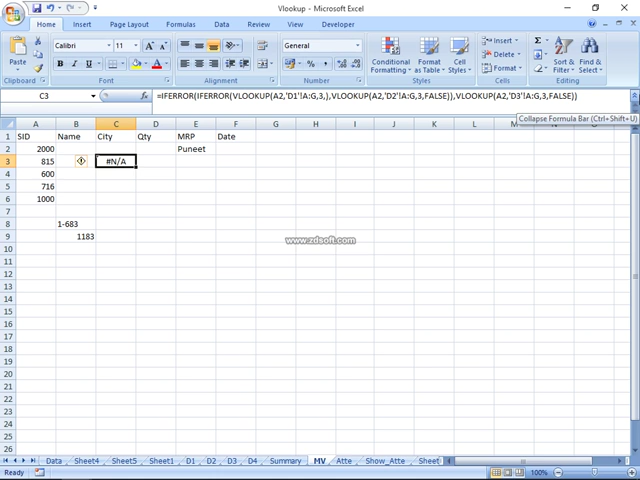 Vlookup - Microsoft Excel
Home Insert Page Layout Formulas Data Review View Developer
Paste Calibri 11 General Conditional Formatting Format as Table Cell Styles Insert Delete Format Sort & Filter Find & Select
Clipboard Font Alignment Number Styles Cells Editing
C3 fx =IFERROR(IFERROR(VLOOKUP(A2,'D1'!A:G,3,),VLOOKUP(A2,'D2'!A:G,3,FALSE)),VLOOKUP(A2,'D3'!A:G,3,FALSE))
Collapse Formula Bar (Ctrl+Shift+U)
A B C D E F G H I J K L M N O
1 SID Name City Qty MRP Date
2 2000 Puneet
3 815 #N/A
4 600
5 716
6 1000
7
8 1-683
9 1183
www.zdsoft.com
10
11
12
13
14
15
16
17
18
19
20
21
22
23
24
25
26
Data Sheet4 Sheet5 Sheet1 D1 D2 D3 D4 Summary MV Atte Show_Atte Sheet
Ready 100%